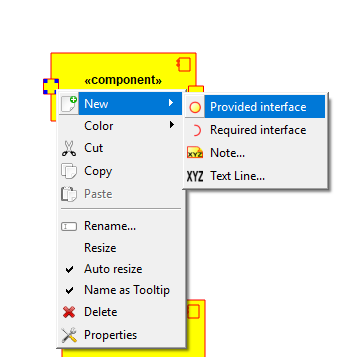 «component»
New
Provided interface
Color
Required interface
Cut
Note...
Copy
Text Line...
Paste
Rename...
Resize
Auto resize
Name as Tooltip
Delete
Properties
XYZ
XYZ